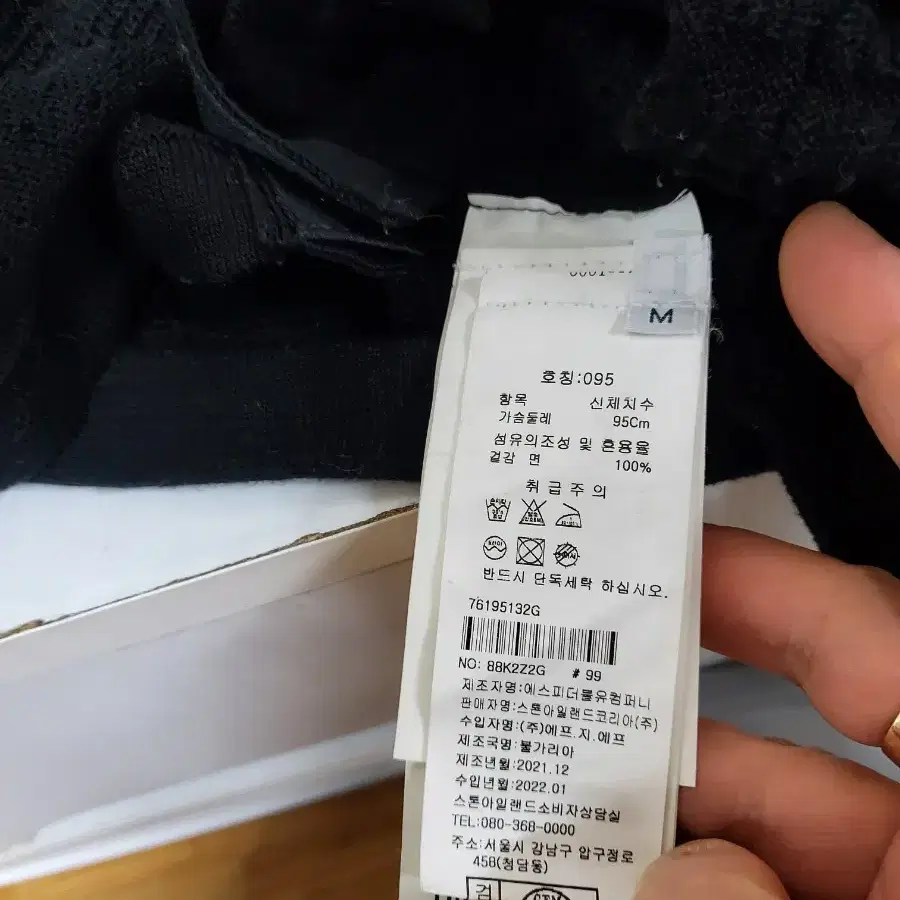 M
호칭:095
항목 신체치수
가슴둘레 95Cm
섬유의조성 및 혼용율
겉감 면 100%
취급주의
반드시 단독세탁 하십시오.
76195132G
NO: 88K2Z2G # 99
제조자명:에스피더블유컴퍼니
판매자명:스톤아일랜드코리아(주)
수입자명:(주)에프.지.에프
제조국명:불가리아
제조년월:2021.12
수입년월:2022.01
스톤아일랜드소비자상담실
TEL:080-368-0000
주소:서울시 강남구 압구정로
458(청담동)
검